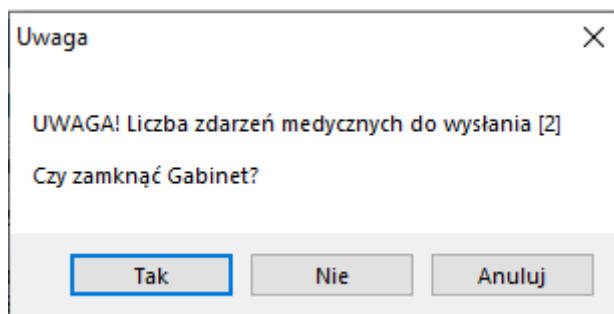 Uwaga
UWAGA! Liczba zdarzeń medycznych do wysłania [2]
Czy zamknąć Gabinet?
Tak
Nie
Anuluj